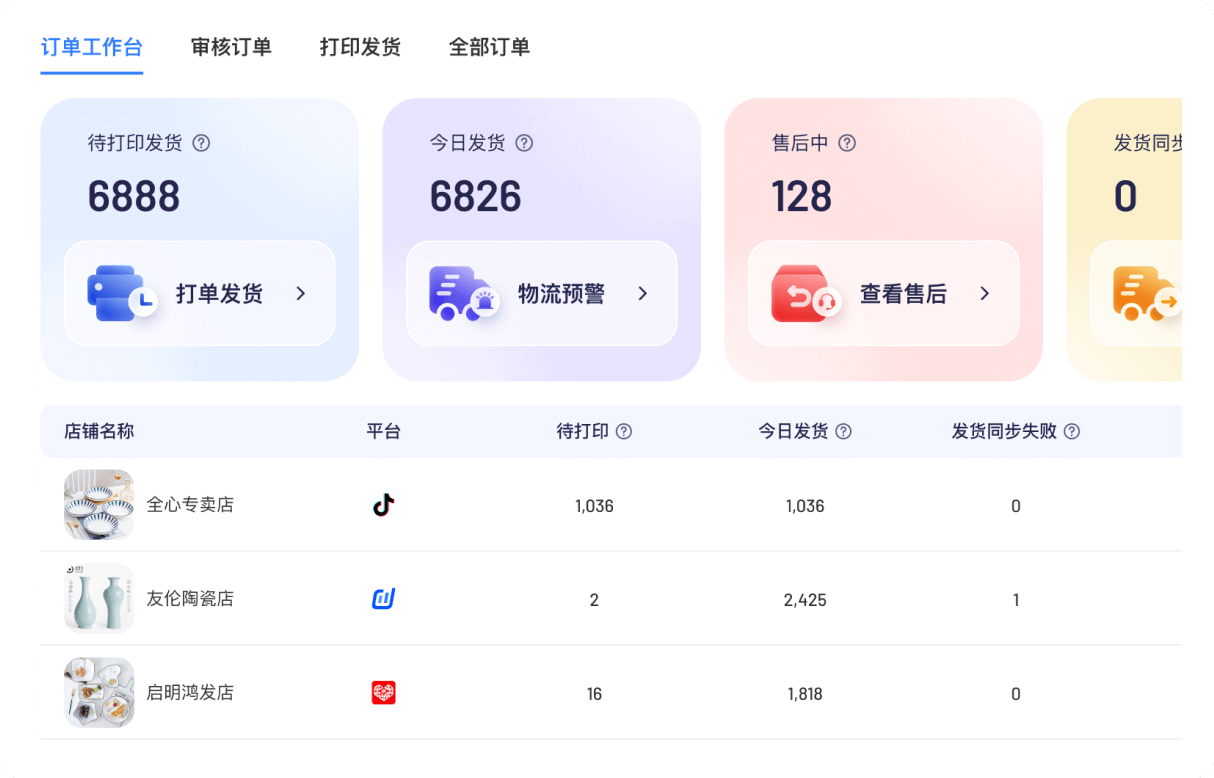 订单工作台 审核订单 打印发货 全部订单
待打印发货 今日发货 售后中 发货同步
6888 6826 128 0
打单发货 物流预警 查看售后
店铺名称 平台 待打印 今日发货 发货同步失败
全心专卖店 1,036 1,036 0
友伦陶瓷店 2 2,425 1
启明鸿发店 16 1,818 0